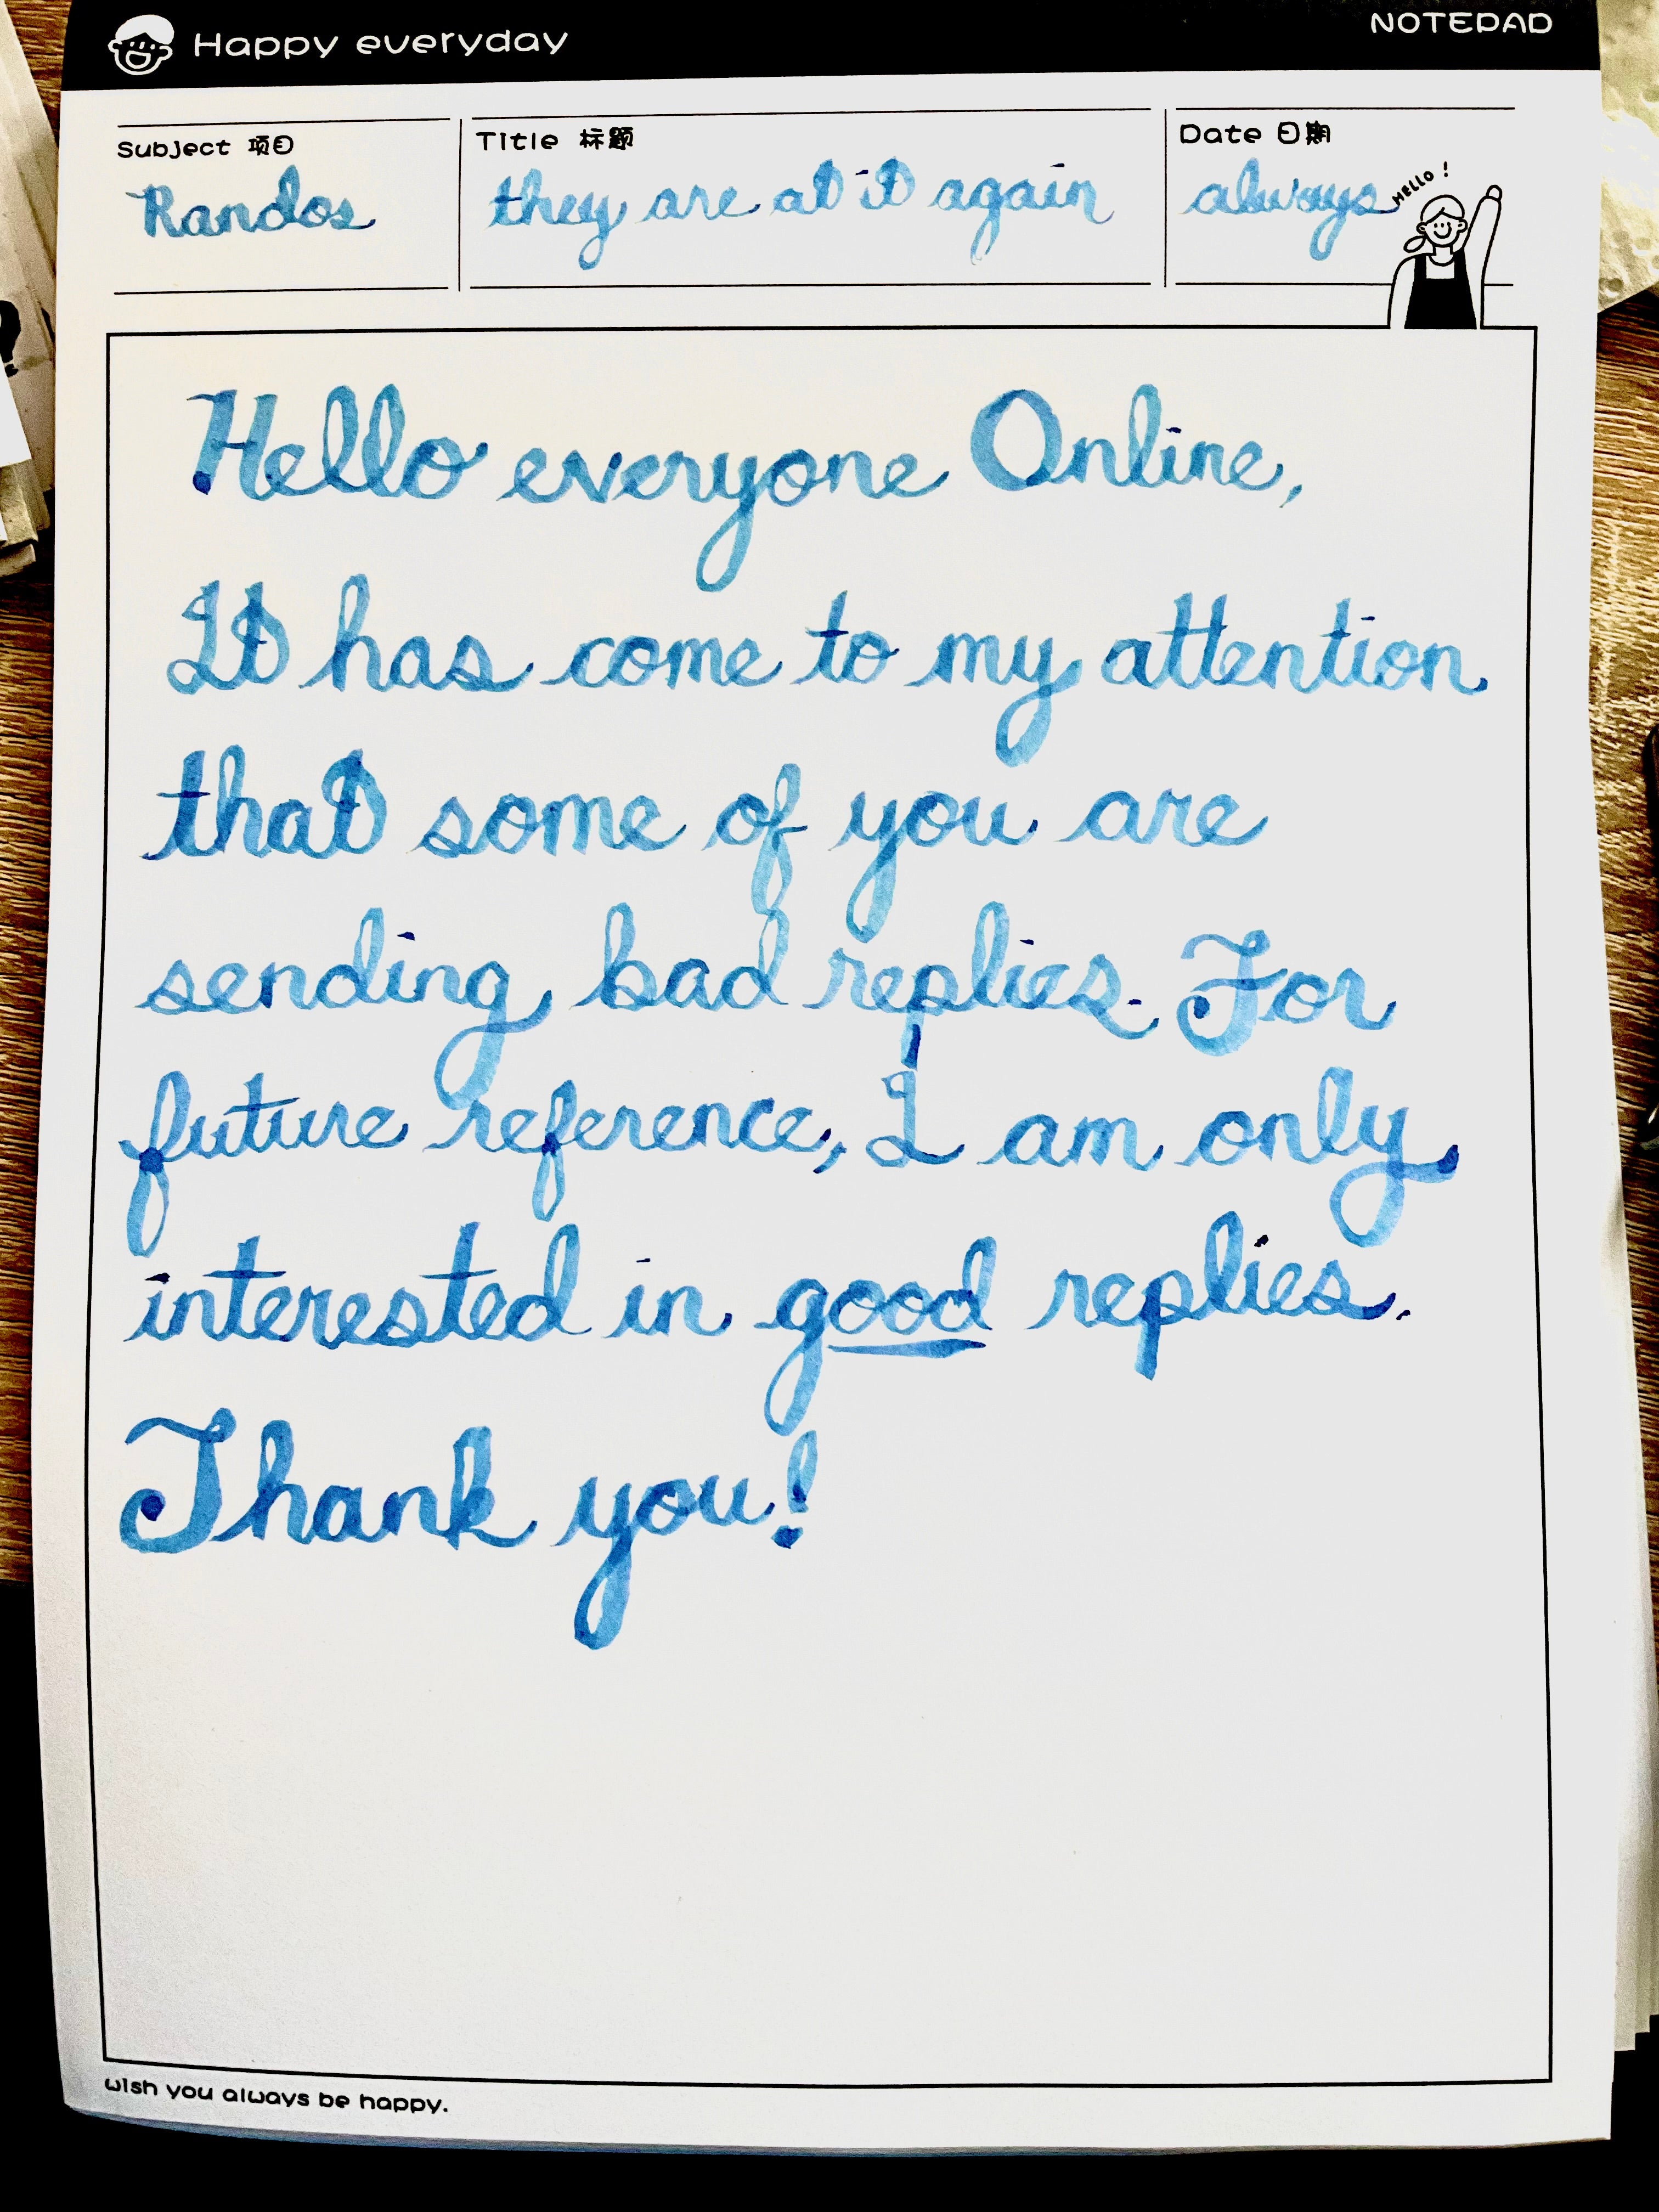 Happy everyday
NOTEPAD
Subject 项目
Randos
Title 标题
they are at it again
Date 日期
always
HELLO!
Hello everyone Online,
It has come to my attention
that some of you are
sending bad replies. For
future reference, I am only
interested in good replies.
Thank you!
wish you always be happy.